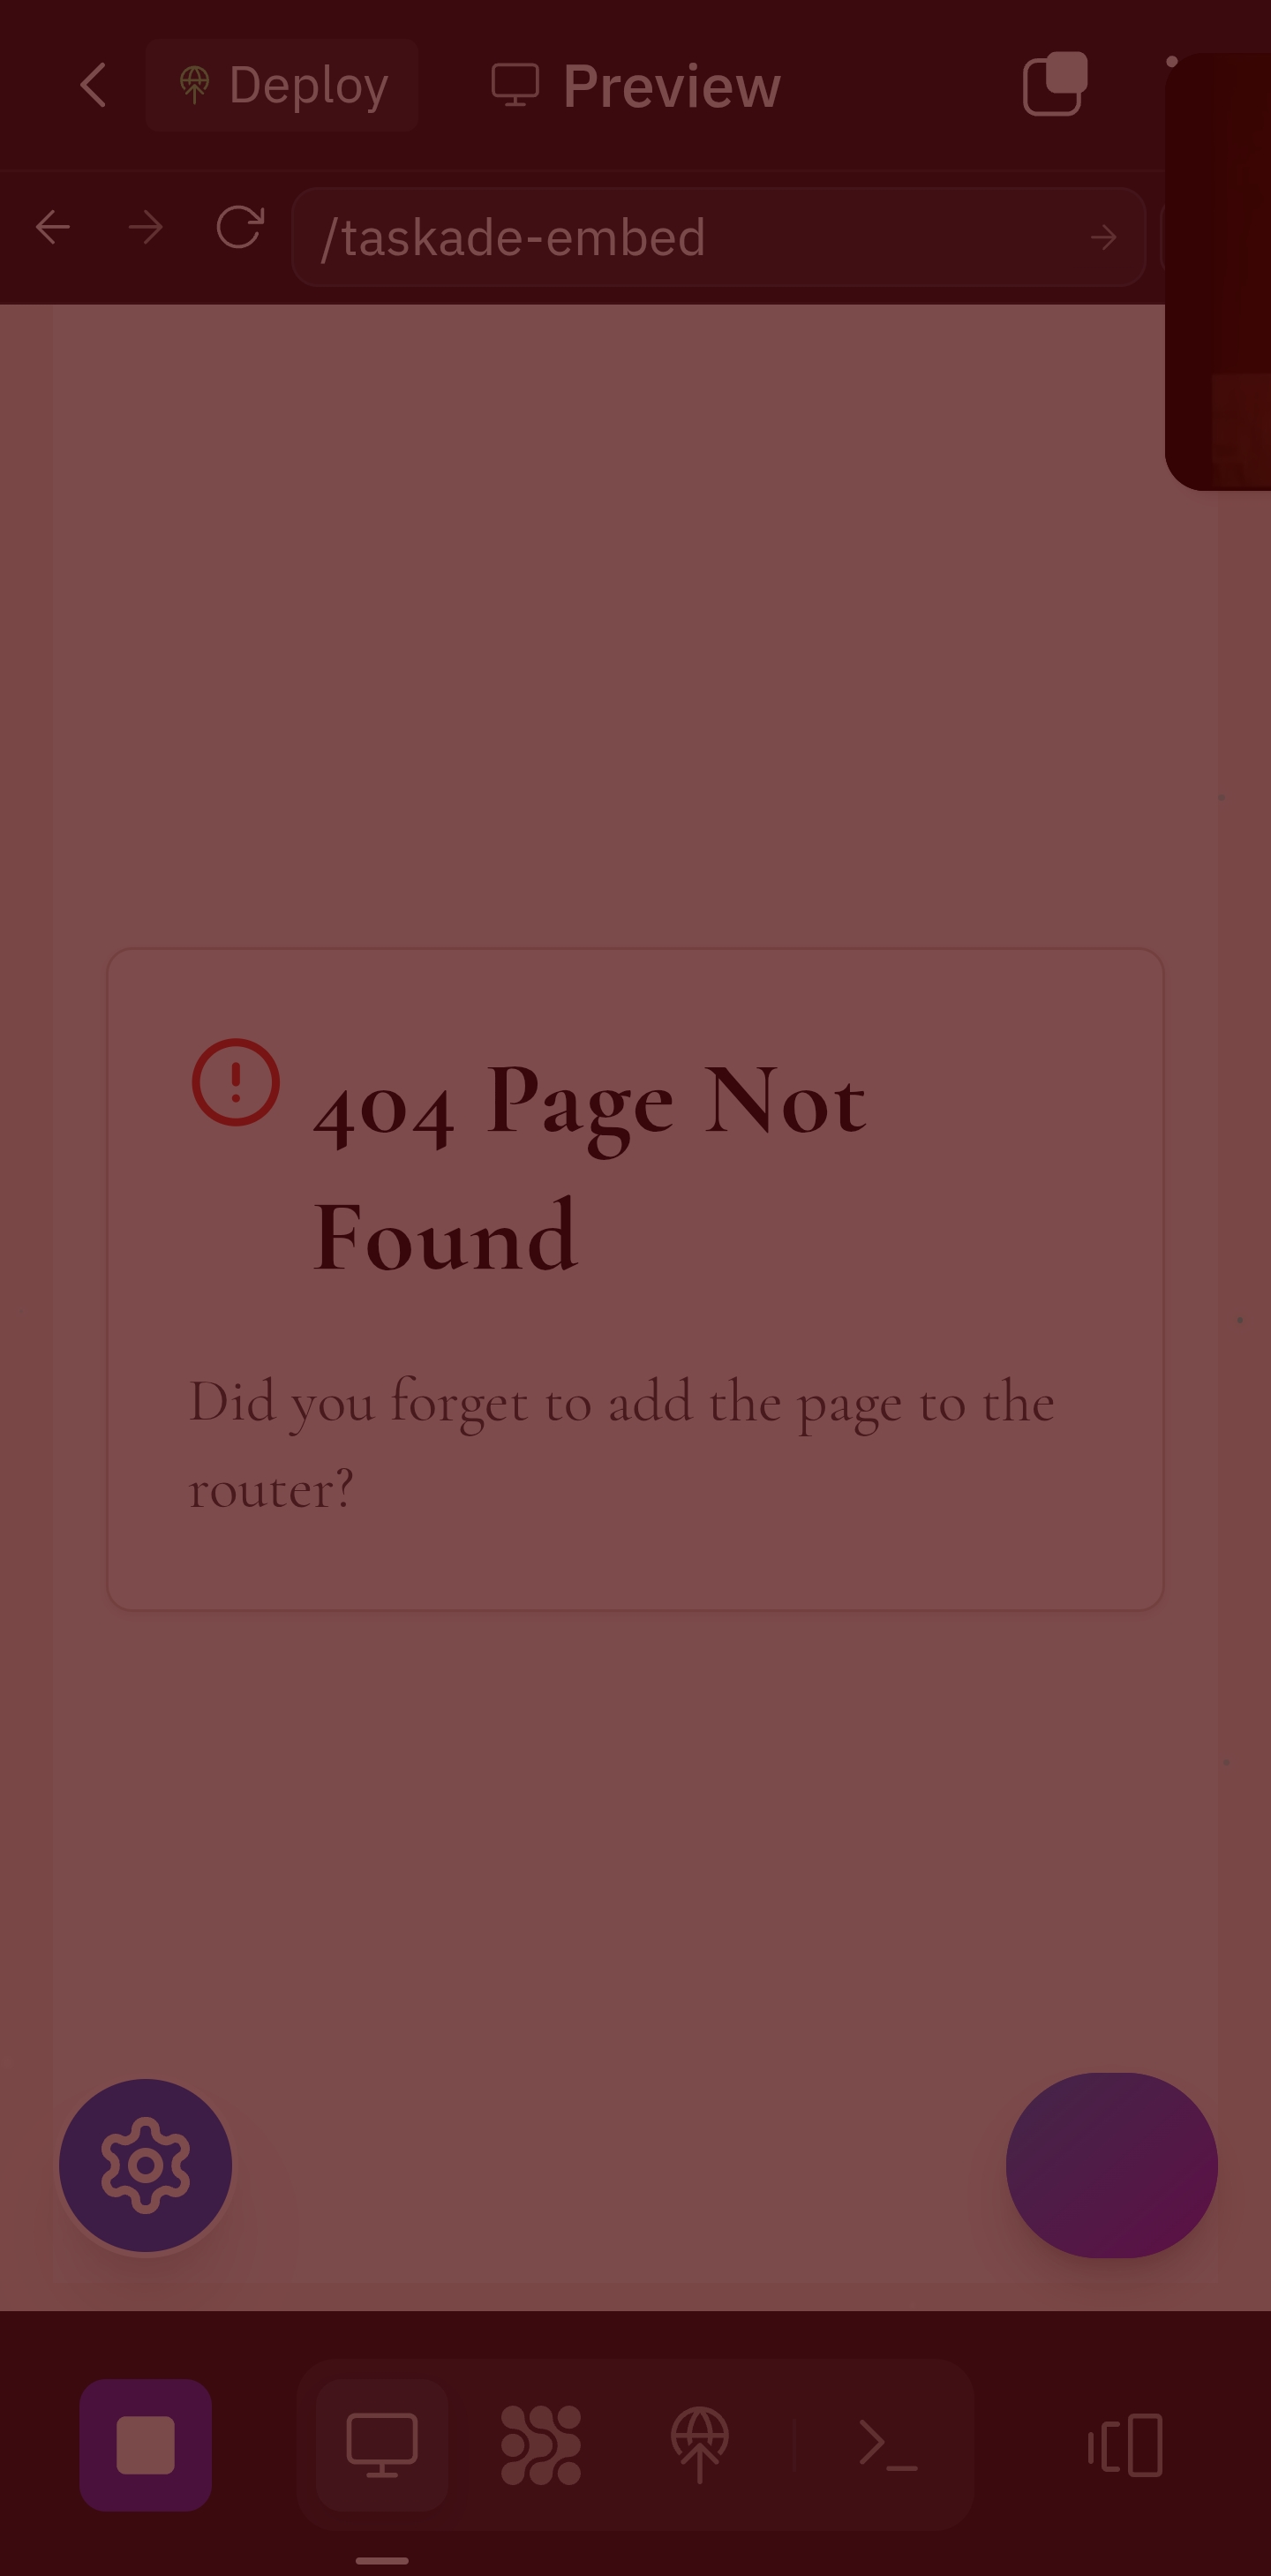 Deploy
Preview
/taskade-embed
404 Page Not
Found
Did you forget to add the page to the
router?